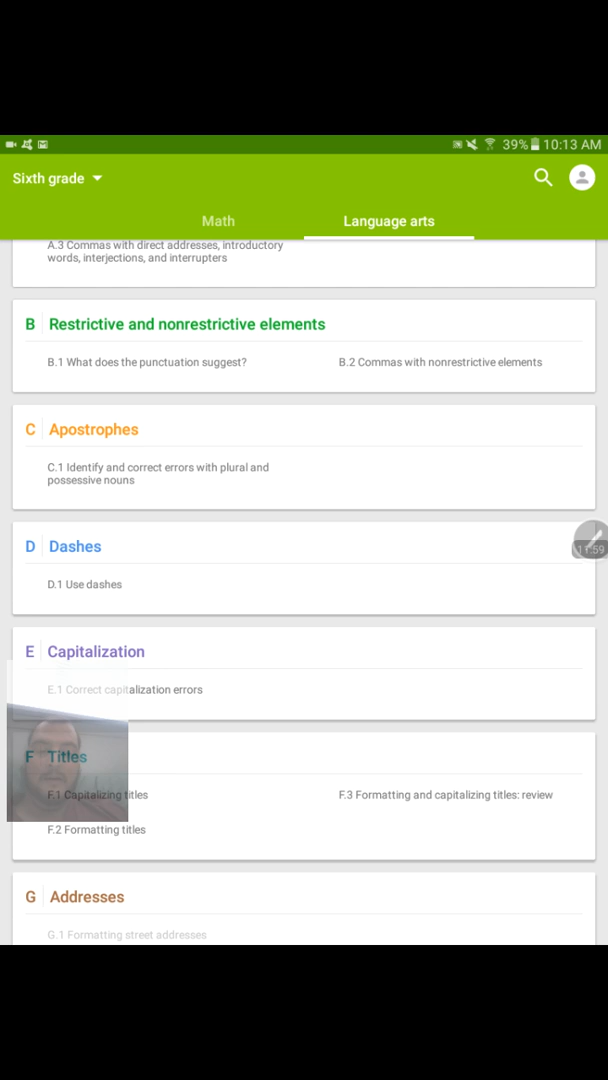 39% 10:13 AM
Sixth grade
Math Language arts
A.3 Commas with direct addresses, introductory
words, interjections, and interrupters
B Restrictive and nonrestrictive elements
B.1 What does the punctuation suggest? B.2 Commas with nonrestrictive elements
C Apostrophes
C.1 Identify and correct errors with plural and
possessive nouns
D Dashes
11:59
D.1 Use dashes
E Capitalization
E.1 Correct capitalization errors
F Titles
F.1 Capitalizing titles F.3 Formatting and capitalizing titles: review
F.2 Formatting titles
G Addresses
G.1 Formatting street addresses